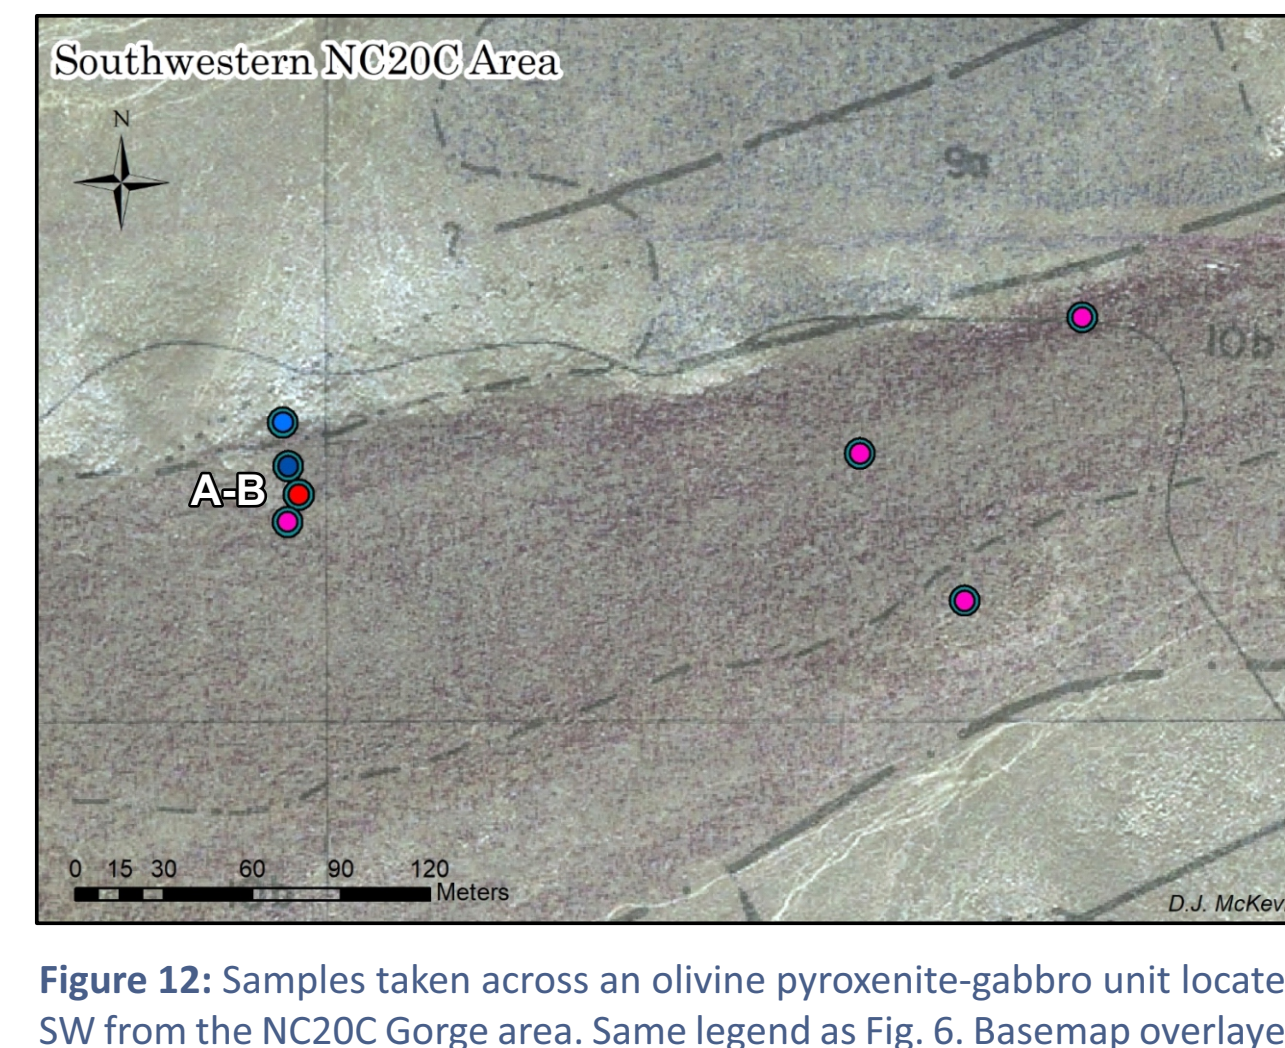 Southwestern NC20C Area
N
9a
?
10b
A-B
0 15 30 60 90 120
Meters
D.J. McKev
Figure 12: Samples taken across an olivine pyroxenite-gabbro unit locate
SW from the NC20C Gorge area. Same legend as Fig. 6. Basemap overlaye